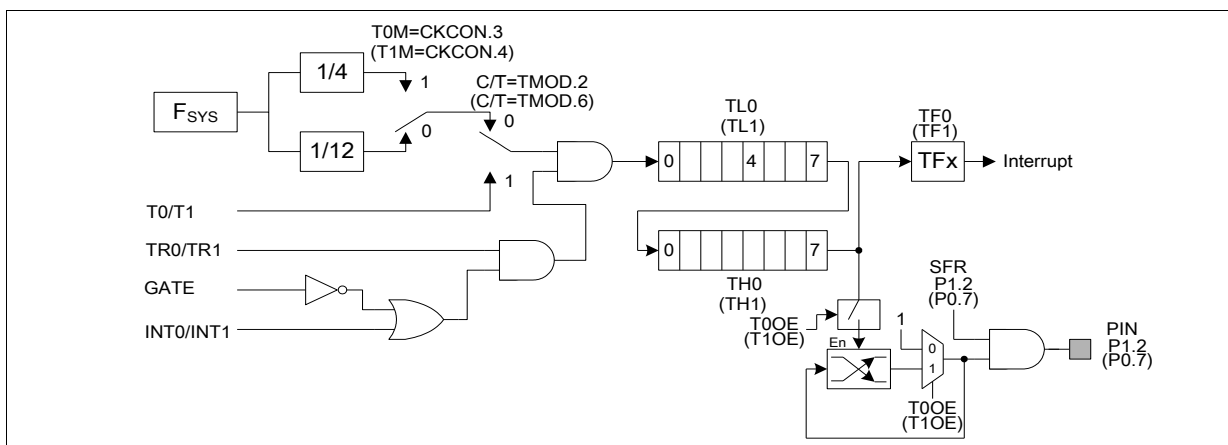 T0M=CKCON.3
(T1M=CKCON.4)
1/4
1
C/T=TMOD.2
(C/T=TMOD.6)
FSYS
0
0
1/12
1
T0/T1
TR0/TR1
GATE
INT0/INT1
TL0
(TL1)
0 4 7
0 7
TH0
(TH1)
TF0
(TF1)
TFx
Interrupt
T0OE
(T1OE)
En
1
0
1
T0OE
(T1OE)
SFR
P1.2
(P0.7)
PIN
P1.2
(P0.7)